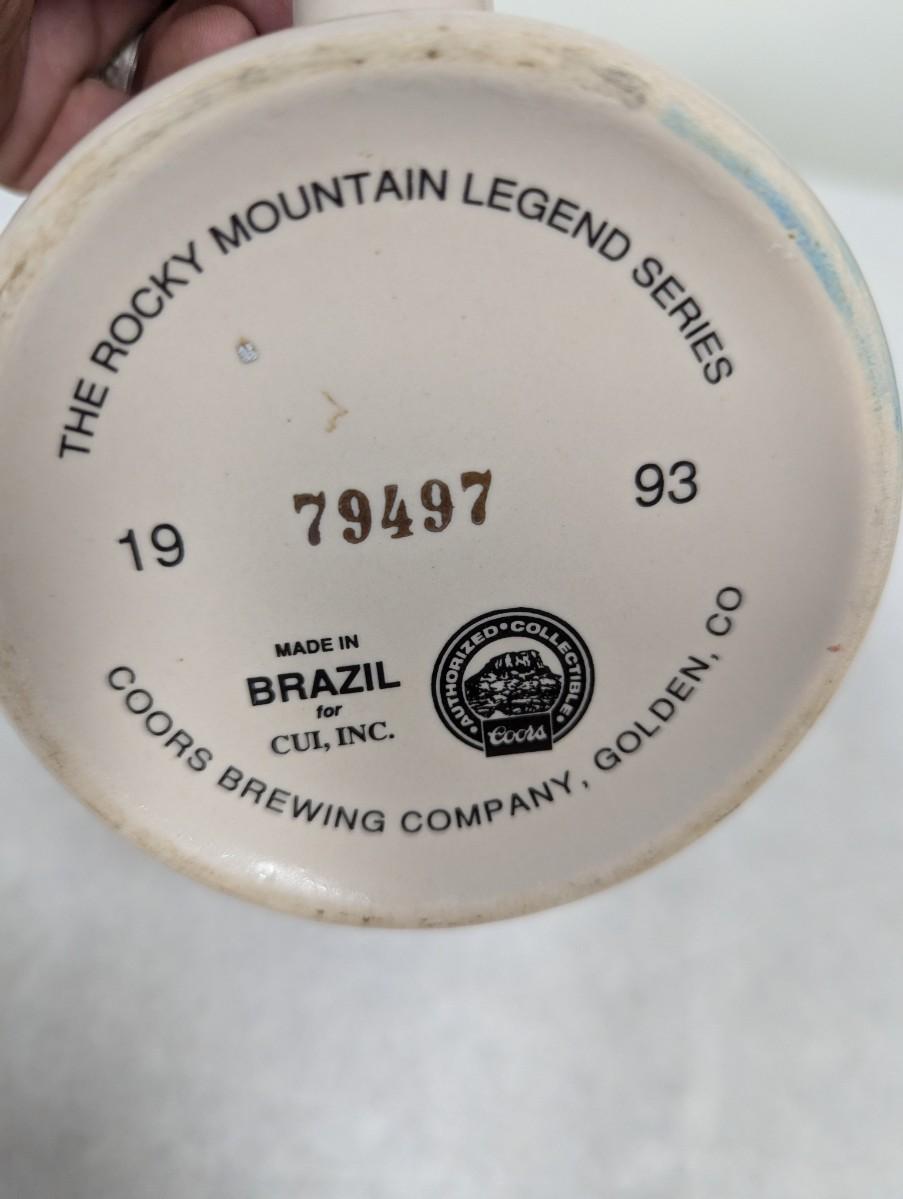 THE ROCKY MOUNTAIN LEGEND SERIES
19 79497 93
MADE IN
BRAZIL
for
CUI, INC.
AUTHORIZED • COLLECTIBLE
Coors
COORS BREWING COMPANY, GOLDEN, CO